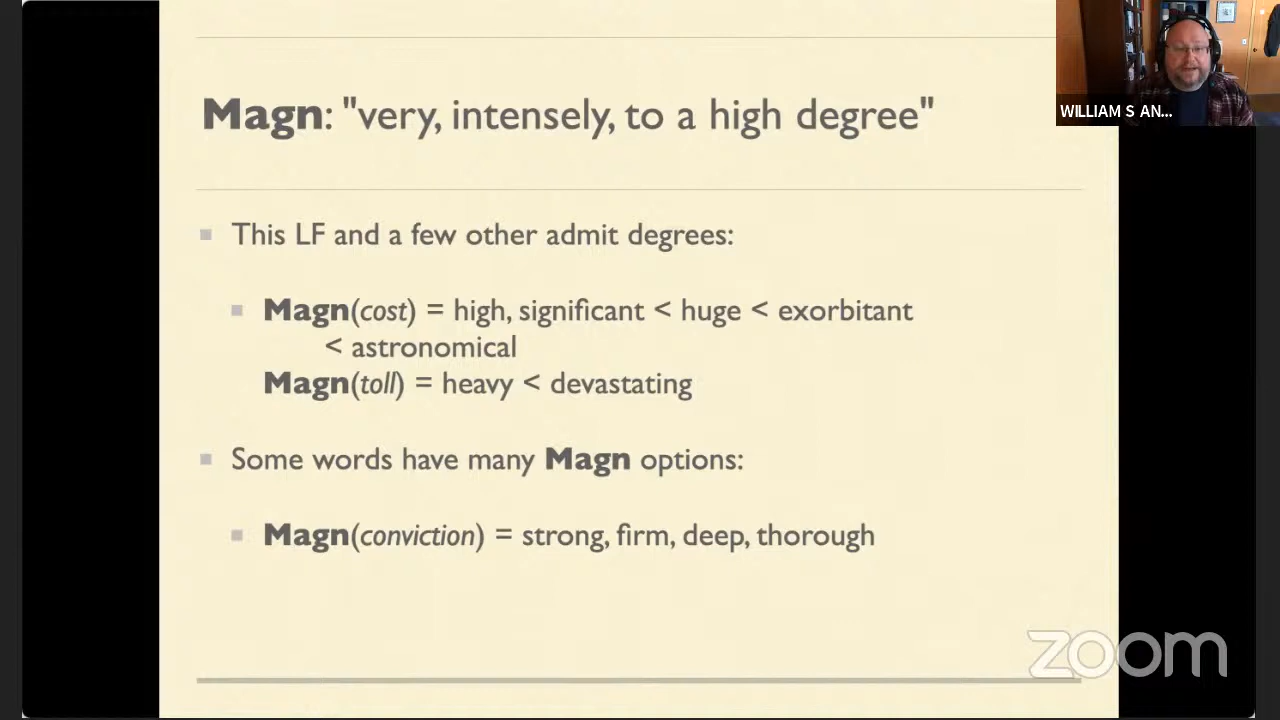 Magn: "very, intensely, to a high degree"
WILLIAM S AN...
This LF and a few other admit degrees:
Magn(cost) = high, significant < huge < exorbitant
< astronomical
Magn(toll) = heavy < devastating
Some words have many Magn options:
Magn(conviction) = strong, firm, deep, thorough
zoom